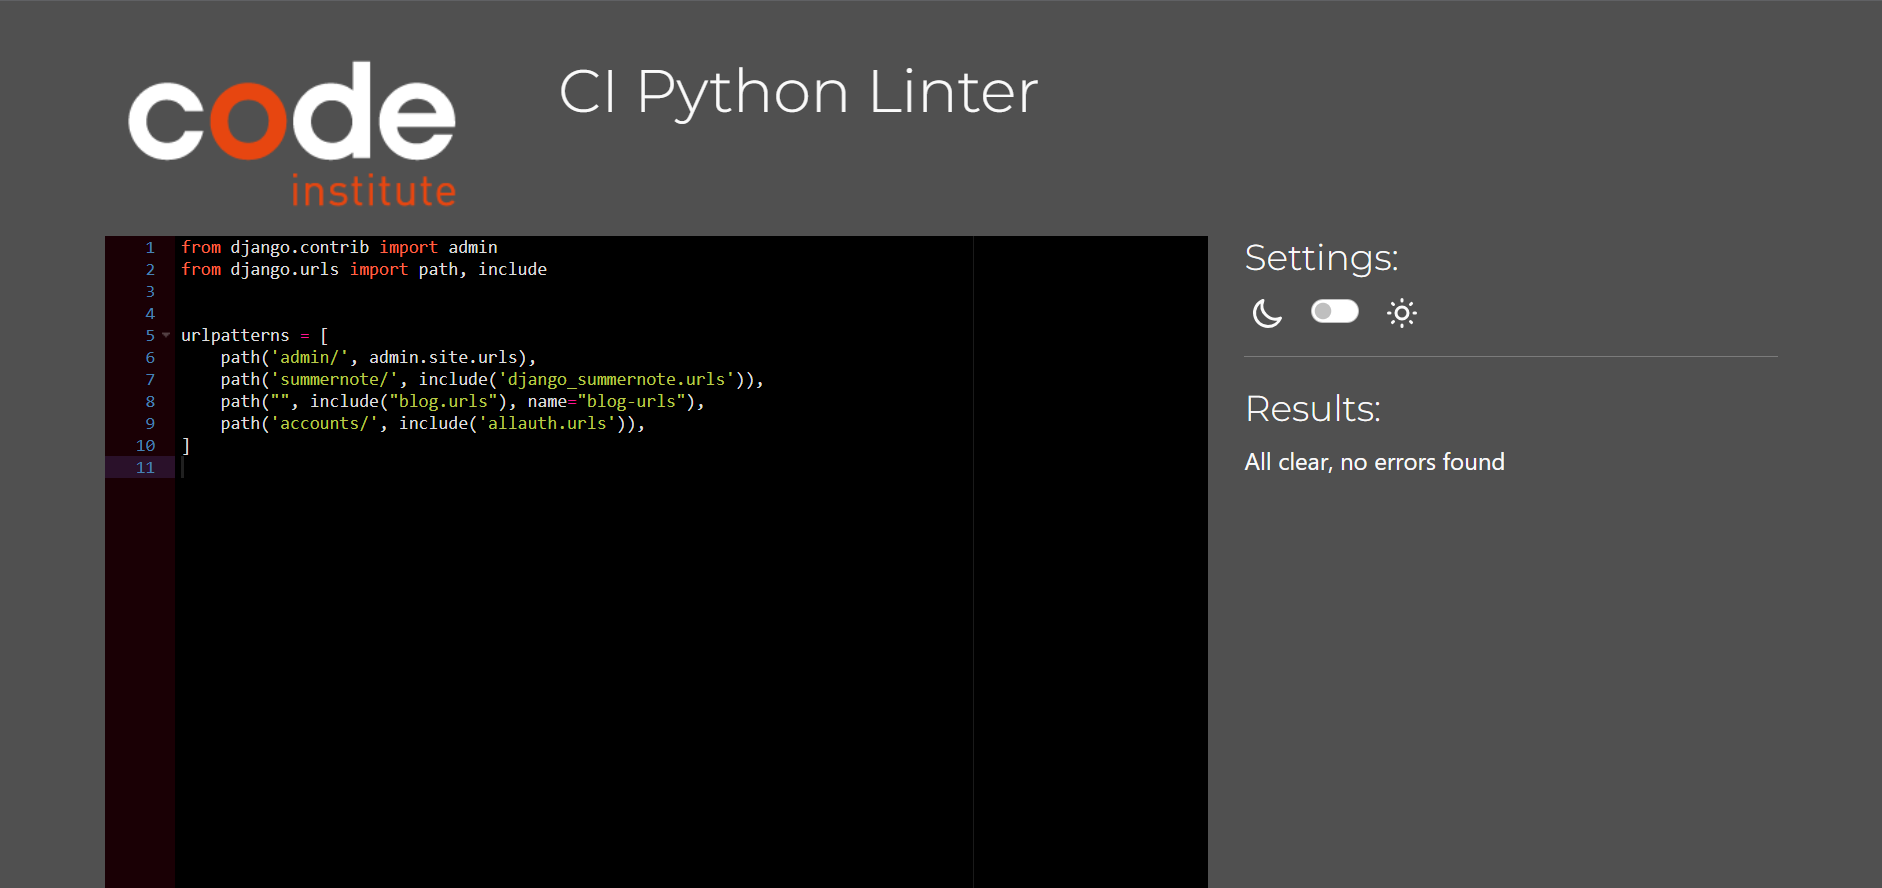 code
institute
CI Python Linter
1 from django.contrib import admin
2 from django.urls import path, include
3
4
5 urlpatterns = [
6     path('admin/', admin.site.urls),
7     path('summernote/', include('django_summernote.urls')),
8     path("", include("blog.urls"), name="blog-urls"),
9     path('accounts/', include('allauth.urls')),
10 ]
11
Settings:
Results:
All clear, no errors found